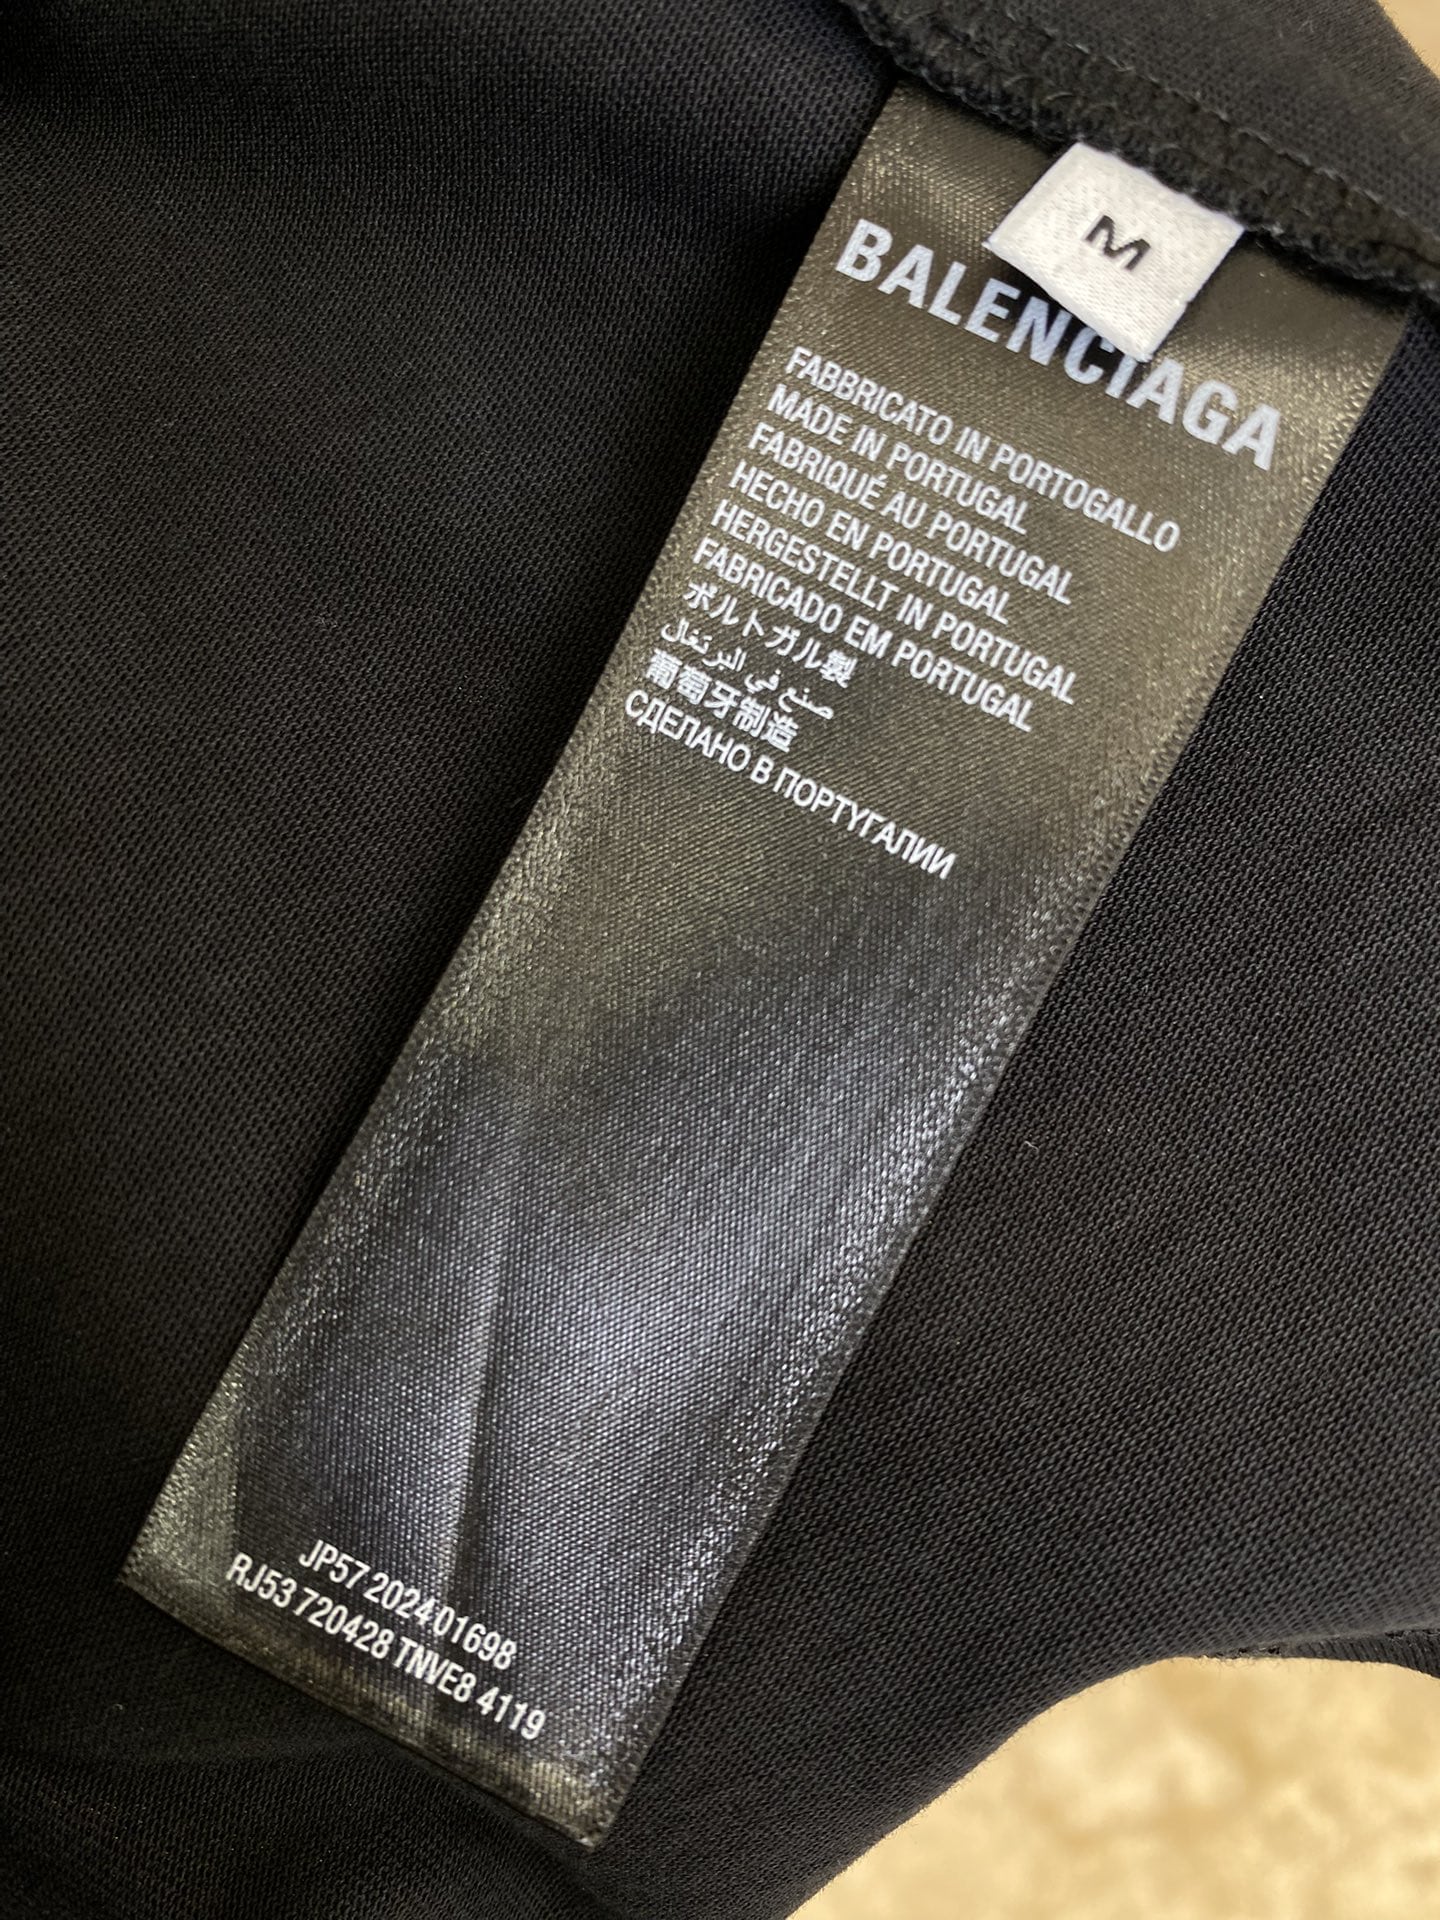 M
BALENCIAGA
FABBRICATO IN PORTOGALLO
MADE IN PORTUGAL
FABRIQUÉ AU PORTUGAL
HECHO EN PORTUGAL
HERGESTELLT IN PORTUGAL
FABRICADO EM PORTUGAL
ポルトガル製
صنع في البرتغال
葡萄牙制造
СДЕЛАНО В ПОРТУГАЛИИ
JP57 2024 01698
RJ53 720428 TNVE8 4119